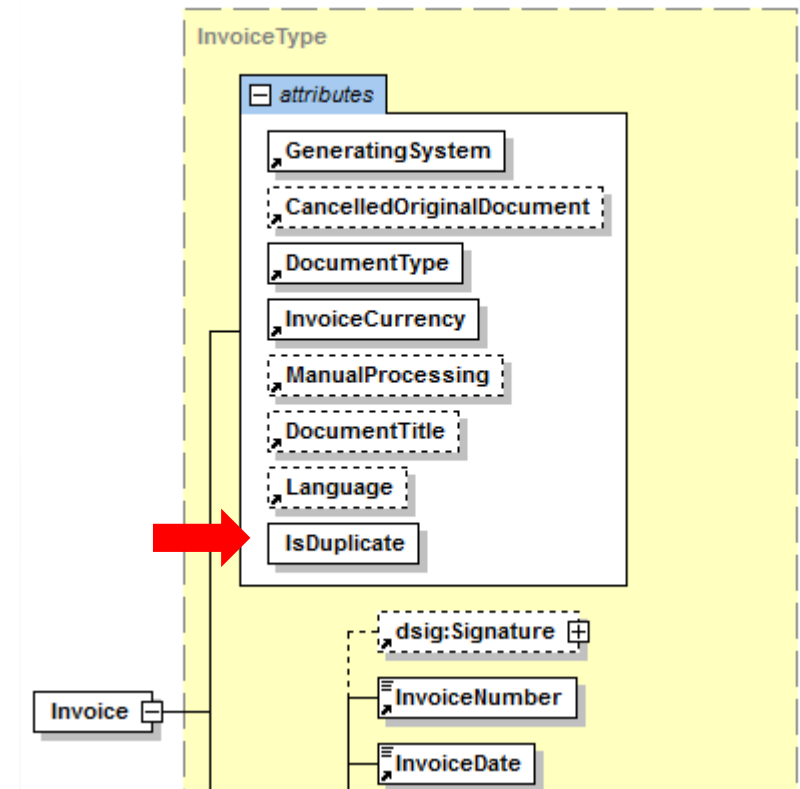 InvoiceType
attributes
GeneratingSystem
CancelledOriginalDocument
DocumentType
InvoiceCurrency
ManualProcessing
DocumentTitle
Language
IsDuplicate
dsig:Signature
InvoiceNumber
Invoice
InvoiceDate